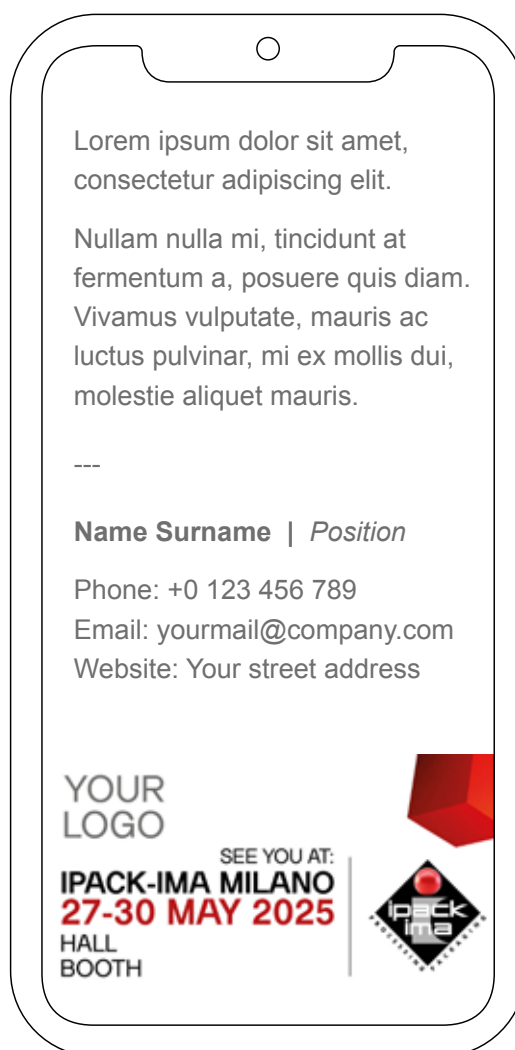 Lorem ipsum dolor sit amet,
consectetur adipiscing elit.
Nullam nulla mi, tincidunt at
fermentum a, posuere quis diam.
Vivamus vulputate, mauris ac
luctus pulvinar, mi ex mollis dui,
molestie aliquet mauris.
---
Name Surname | Position
Phone: +0 123 456 789
Email: yourmail@company.com
Website: Your street address
YOUR
LOGO
SEE YOU AT:
IPACK-IMA MILANO
27-30 MAY 2025
HALL
BOOTH
ipack
ima
PROCESSING & PACKAGING